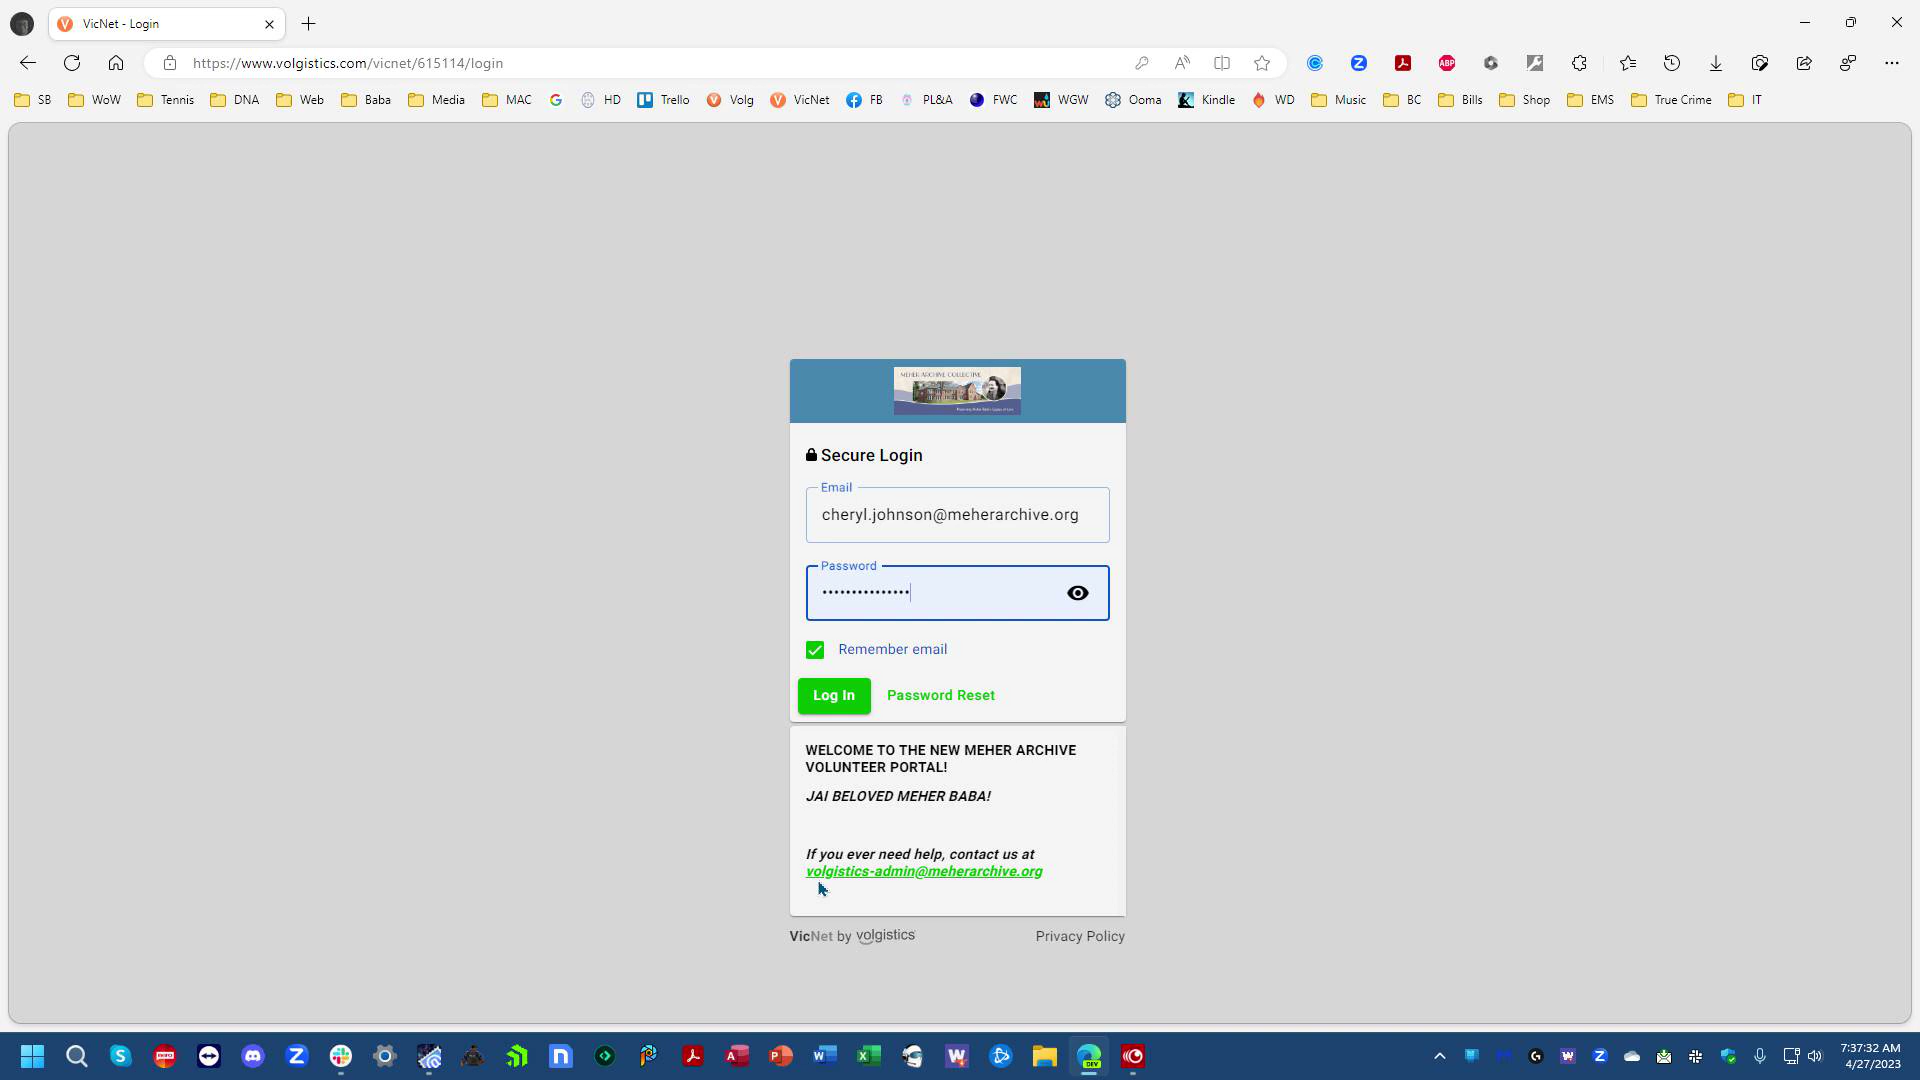 VicNet - Login
https://www.volgistics.com/vicnet/615114/login
SB WoW Tennis DNA Web Baba Media MAC HD Trello Volg VicNet FB PL&A FWC WGW Ooma Kindle WD Music BC Bills Shop EMS True Crime IT
MEHER ARCHIVE COLLECTIVE
Secure Login
Email
cheryl.johnson@meherarchive.org
Password
•••••••••••••••
Remember email
Log In Password Reset
WELCOME TO THE NEW MEHER ARCHIVE
VOLUNTEER PORTAL!
JAI BELOVED MEHER BABA!
If you ever need help, contact us at
volgistics-admin@meherarchive.org
VicNet by volgistics Privacy Policy
7:37:32 AM
4/27/2023